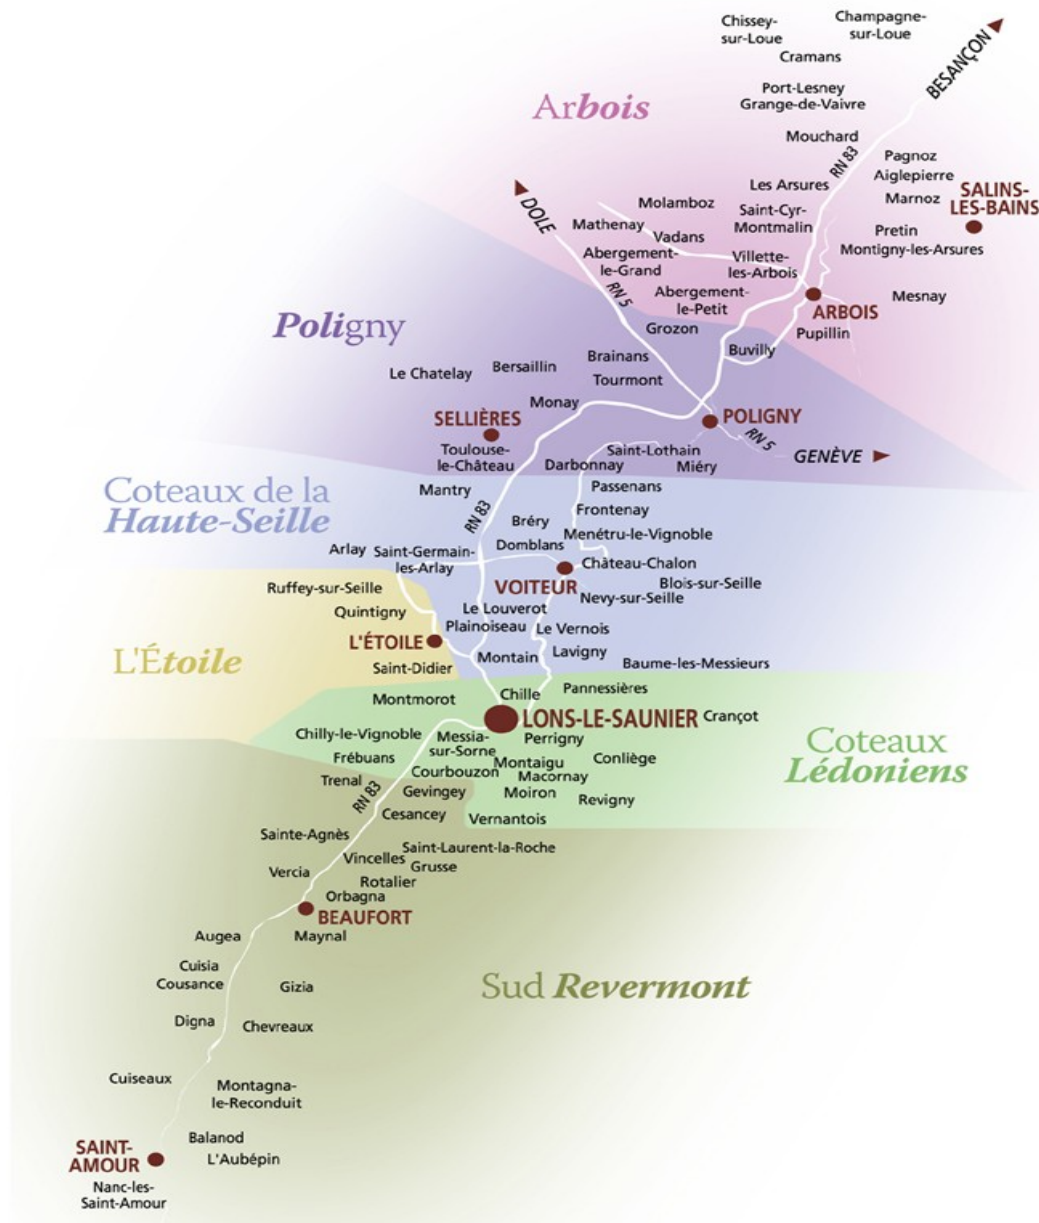 Chissey-
sur-Loue
Champagne-
sur-Loue
Cramans
BESANÇON
Port-Lesney
Grange-de-Vaivre
Arbois
Mouchard
RN 83
Pagnoz
Aiglepierre
Les Arsures
Marnoz
SALINS-
LES-BAINS
DOLE
Molamboz
Saint-Cyr-
Montmalin
Mathenay
Vadans
Pretin
Montigny-les-Arsures
Abergement-
le-Grand
Villette-
les-Arbois
RN 5
Abergement-
le-Petit
Mesnay
ARBOIS
Poligny
Grozon
Pupillin
Buvilly
Brainans
Bersaillin
Le Chatelay
Tourmont
Monay
SELLIÈRES
POLIGNY
RN 5
GENÈVE
Toulouse-
le-Château
Saint-Lothain
Darbonnay
Miéry
Coteaux de la
Haute-Seille
Mantry
Passenans
RN 83
Frontenay
Bréry
Menétru-le-Vignoble
Domblans
Arlay
Saint-Germain-
les-Arlay
Château-Chalon
VOITEUR
Blois-sur-Seille
Nevy-sur-Seille
Ruffey-sur-Seille
Quintigny
Le Louverot
Plainoiseau
Le Vernois
L'ÉTOILE
L'Étoile
Lavigny
Montain
Saint-Didier
Baume-les-Messieurs
Montmorot
Chille
Pannessières
LONS-LE-SAUNIER
Crançot
Chilly-le-Vignoble
Messia-
sur-Sorne
Perrigny
Coteaux
Lédoniens
Frébuans
Conliège
Montaigu
Courbouzon
Macornay
Trenal
RN 83
Gevingey
Moiron
Revigny
Cesancey
Vernantois
Sainte-Agnès
Saint-Laurent-la-Roche
Vincelles
Grusse
Vercia
Rotalier
Orbagna
BEAUFORT
Augea
Maynal
Cuisia
Cousance
Gizia
Sud Revermont
Digna
Chevreaux
Cuiseaux
Montagna-
le-Reconduit
Balanod
SAINT-
AMOUR
L'Aubépin
Nanc-les-
Saint-Amour